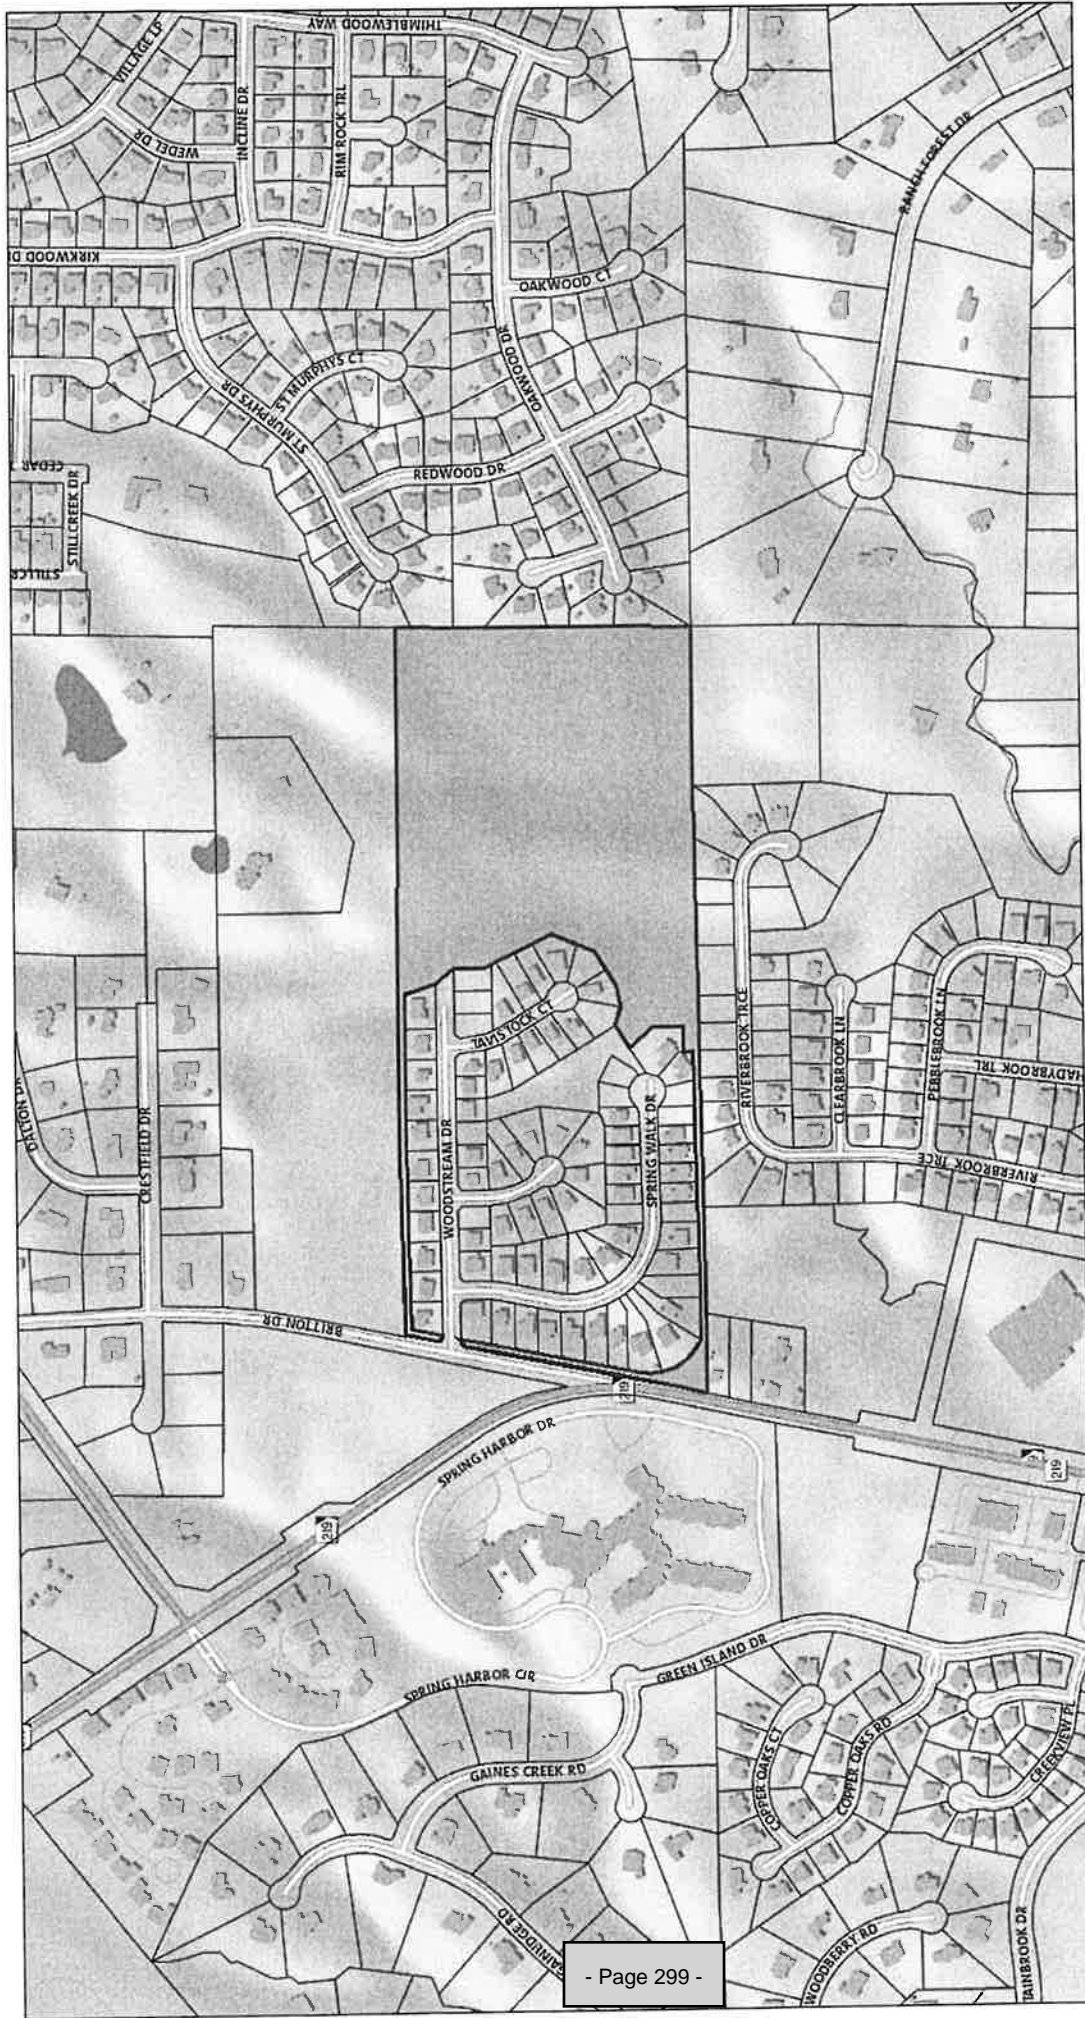 THIMBLEWOOD WAY
VILLAGE LP
INCLINE DR
RIM ROCK TRL
WEDEL DR
RANCH FOREST DR
KIRKWOOD DR
OAKWOOD CT
OAKWOOD DR
ST MURPHYS CT
ST MURPHYS DR
REDWOOD DR
CEDAR
STILLCREEK DR
STILLCR
TAVISTOCK CT
RIVERBROOK TRCE
CLEARBROOK LN
PEBBLEBROOK LN
HADYBROOK TRL
DALTON DR
CRESTFIELD DR
WOODSTREAM DR
SPRING WALK DR
RIVERBROOK TRCE
BRITTON DR
219
SPRING HARBOR DR
219
219
SPRING HARBOR CIR
GREEN ISLAND DR
GAINES CREEK RD
COPPER OAKS CT
COPPER OAKS RD
CREEKVIEW PL
WOODBERRY RD
TAINBROOK DR
- Page 299 -